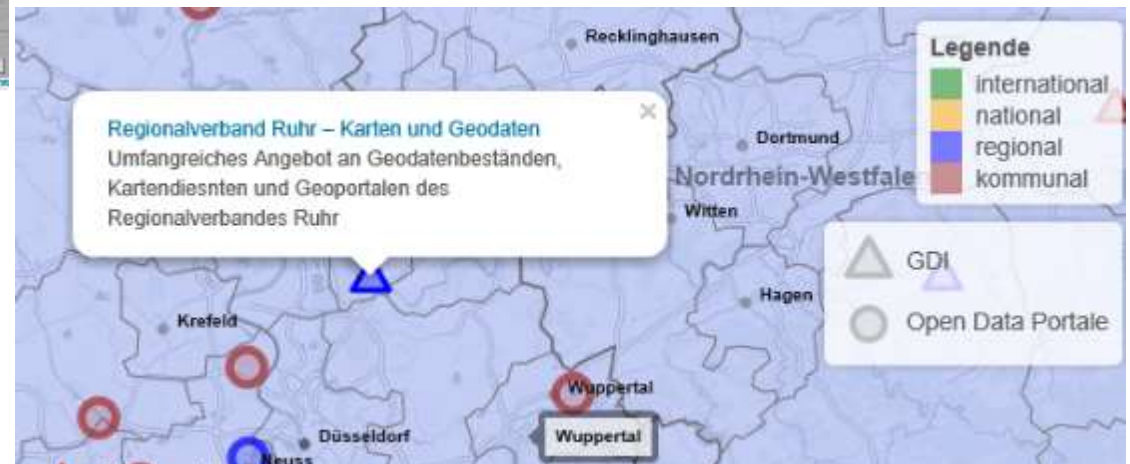 Recklinghausen
Legende
international
national
regional
kommunal
Regionalverband Ruhr – Karten und Geodaten
Umfangreiches Angebot an Geodatenbeständen,
Kartendiesnten und Geoportalen des
Regionalverbandes Ruhr
×
Dortmund
Nordrhein-Westfale
Witten
GDI
Open Data Portale
Hagen
Krefeld
Wuppertal
Wuppertal
Düsseldorf
Neuss